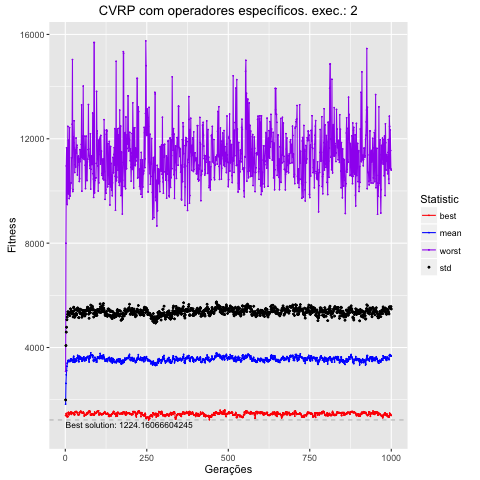 CVRP com operadores específicos. exec.: 2
16000
12000
8000
4000
Fitness
Best solution: 1224.16066604245
0 250 500 750 1000
Gerações
Statistic
best
mean
worst
std